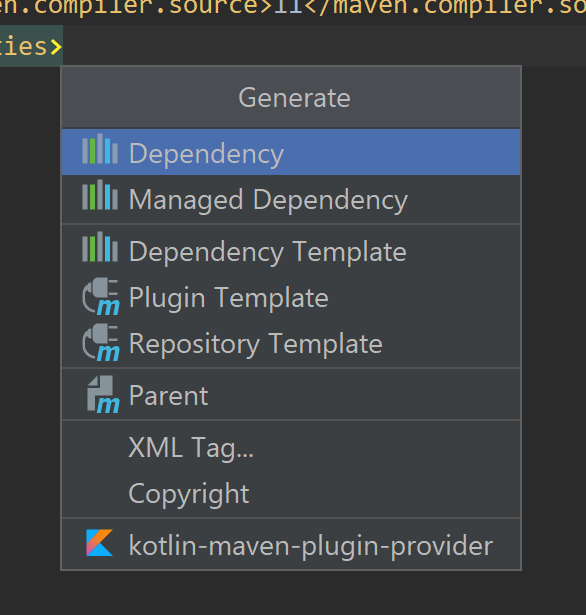 en.compiler.source>11</maven.compiler.so
ties>
Generate
Dependency
Managed Dependency
Dependency Template
Plugin Template
Repository Template
Parent
XML Tag...
Copyright
kotlin-maven-plugin-provider